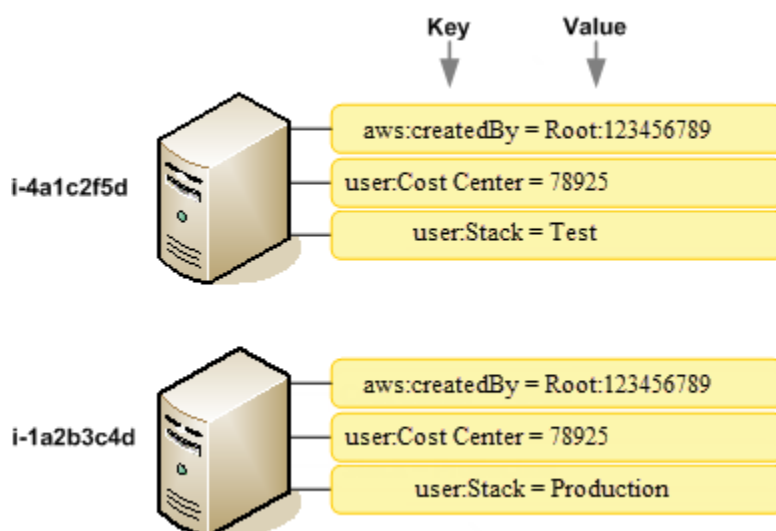 Key Value
aws:createdBy = Root:123456789
i-4a1c2f5d
user:Cost Center = 78925
user:Stack = Test
aws:createdBy = Root:123456789
i-1a2b3c4d
user:Cost Center = 78925
user:Stack = Production